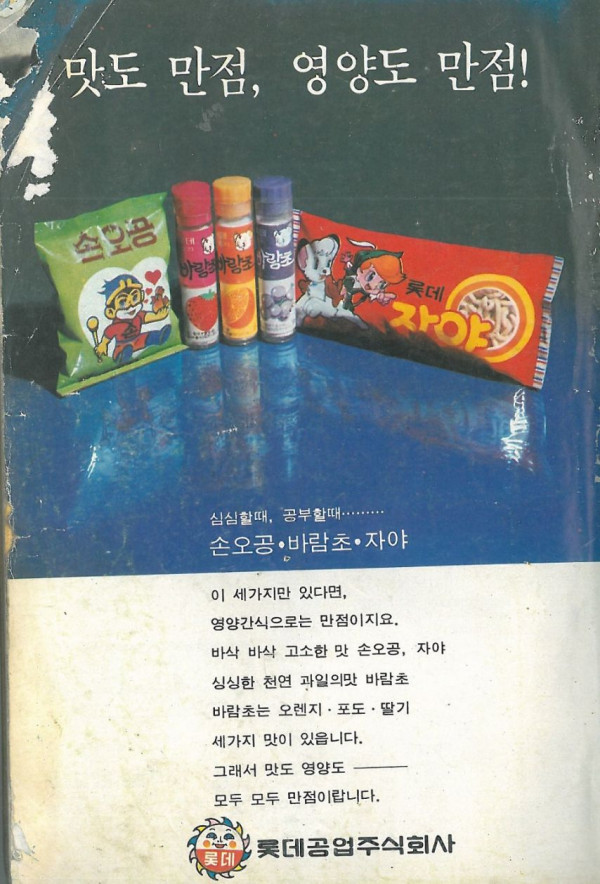 맛도 만점, 영양도 만점!
손오공
바람초
바람초
바람초
롯데
자야
심심할때, 공부할때………
손오공•바람초•자야
이 세가지만 있다면,
영양간식으로는 만점이지요.
바삭 바삭 고소한 맛 손오공, 자야
싱싱한 천연 과일의맛 바람초
바람초는 오렌지·포도·딸기
세가지 맛이 있읍니다.
그래서 맛도 영양도 ———
모두 모두 만점이랍니다.
롯데 롯데공업주식회사